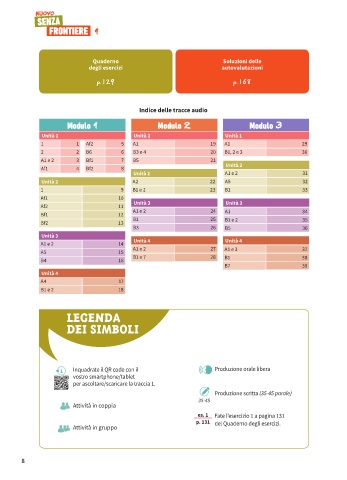 NUOVO
SENZA
FRONTIERE 1
Quaderno
degli esercizi
p. 129
Soluzioni delle
autovalutazioni
p. 168
Indice delle tracce audio
Modulo 1
Unità 1
1 1 Af2 5
2 2 B6 6
A1 e 2 3 Bf1 7
Af1 4 Bf2 8
Unità 2
1 9
Af1 10
Af2 11
Bf1 12
Bf2 13
Unità 3
A1 e 2 14
A5 15
B4 16
Unità 4
A4 17
B1 e 2 18
Modulo 2
Unità 1
A1 19
B3 e 4 20
B5 21
Unità 2
A2 22
B1 e 2 23
Unità 3
A1 e 2 24
B1 25
B3 26
Unità 4
A1 e 2 27
B1 e 2 28
Modulo 3
Unità 1
A1 29
B1, 2 e 3 30
Unità 2
A1 e 2 31
A5 32
B1 33
Unità 3
A1 34
B1 e 2 35
B5 36
Unità 4
A1 e 2 37
B1 38
B2 39
LEGENDA
DEI SIMBOLI
1
Inquadrate il QR code con il
vostro smartphone/tablet
per ascoltare/scaricare la traccia 1.
Attività in coppia
Attività in gruppo
Produzione orale libera
Produzione scritta (35-45 parole)
35-45
es. 1
p. 131
Fate l'esercizio 1 a pagina 131
del Quaderno degli esercizi.
8